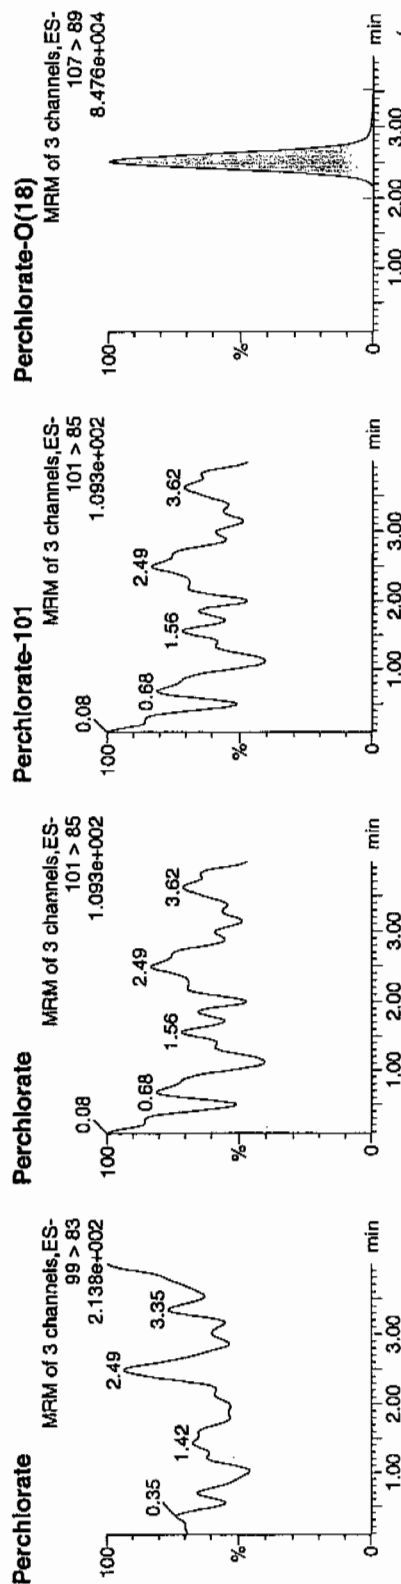 Perchlorate
MRM of 3 channels,ES-
99 > 83
2.138e+002
100
%
0
0.35
1.42
2.49
3.35
1.00
2.00
3.00
min
Perchlorate
MRM of 3 channels,ES-
101 > 85
1.093e+002
100
%
0
0.08
0.68
1.56
2.49
3.62
1.00
2.00
3.00
min
Perchlorate-101
MRM of 3 channels,ES-
101 > 85
1.093e+002
100
%
0
0.08
0.68
1.56
2.49
3.62
1.00
2.00
3.00
min
Perchlorate-O(18)
MRM of 3 channels,ES-
107 > 89
8.476e+004
100
%
0
1.00
2.00
3.00
min